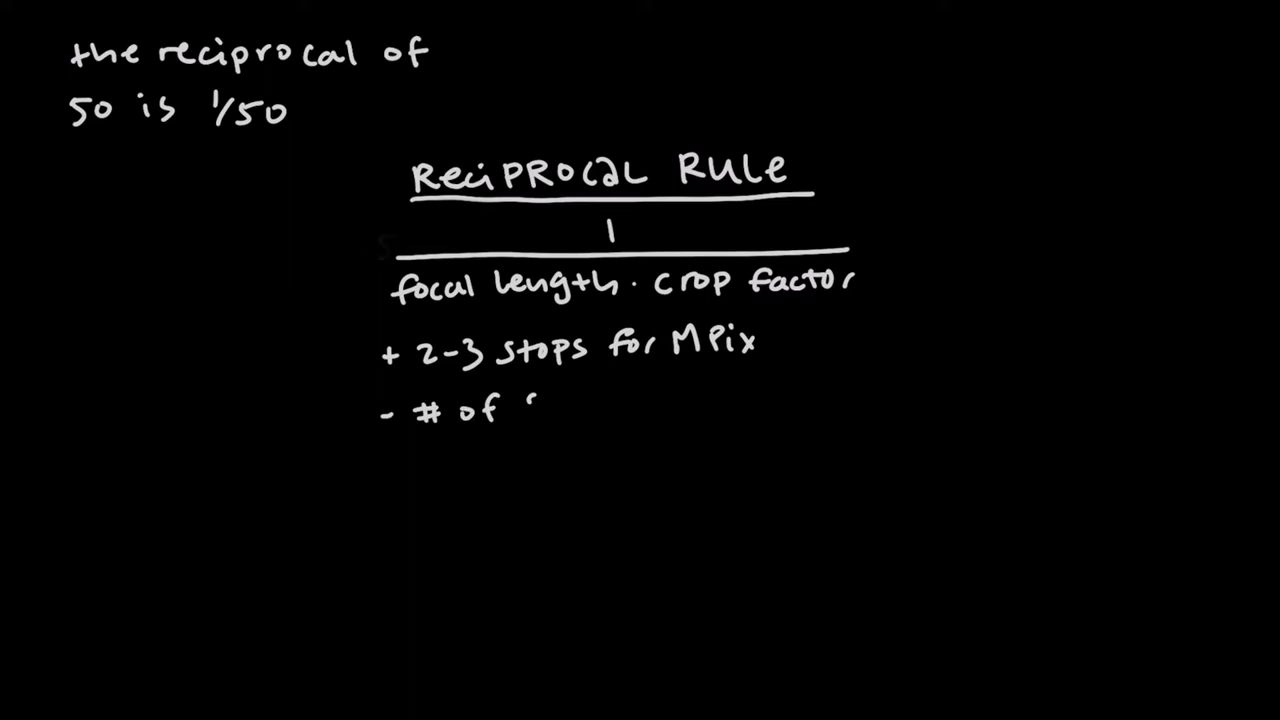 the reciprocal of
50 is 1/50
RECIPROCAL RULE
1
focal length · crop factor
+ 2-3 stops for MPix
- # of